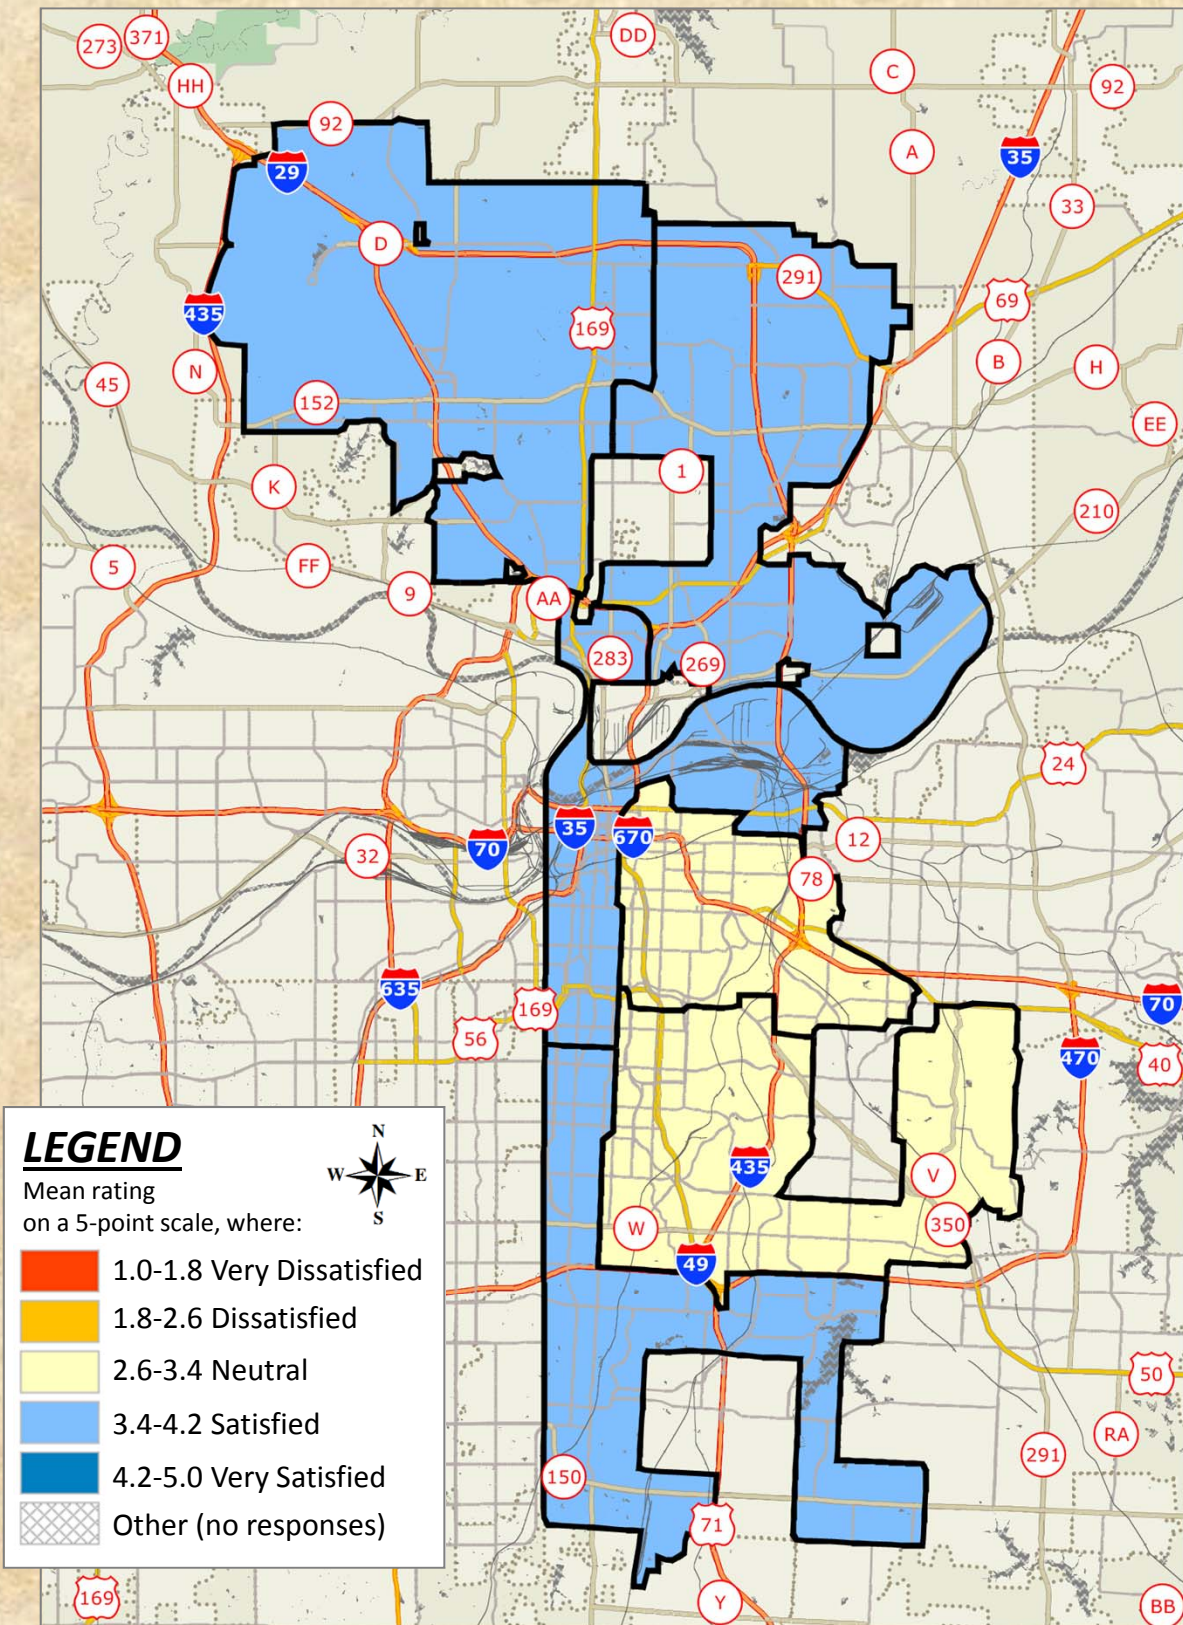 273
371
DD
C
92
HH
92
A
35
29
33
D
291
69
435
169
N
B
H
45
152
EE
1
K
210
5
FF
9
AA
283
269
24
35
670
12
70
32
78
635
169
70
56
470
40
LEGEND
N
W
E
S
Mean rating
on a 5-point scale, where:
1.0-1.8 Very Dissatisfied
1.8-2.6 Dissatisfied
2.6-3.4 Neutral
3.4-4.2 Satisfied
4.2-5.0 Very Satisfied
Other (no responses)
435
V
W
350
49
50
RA
291
150
71
169
Y
BB